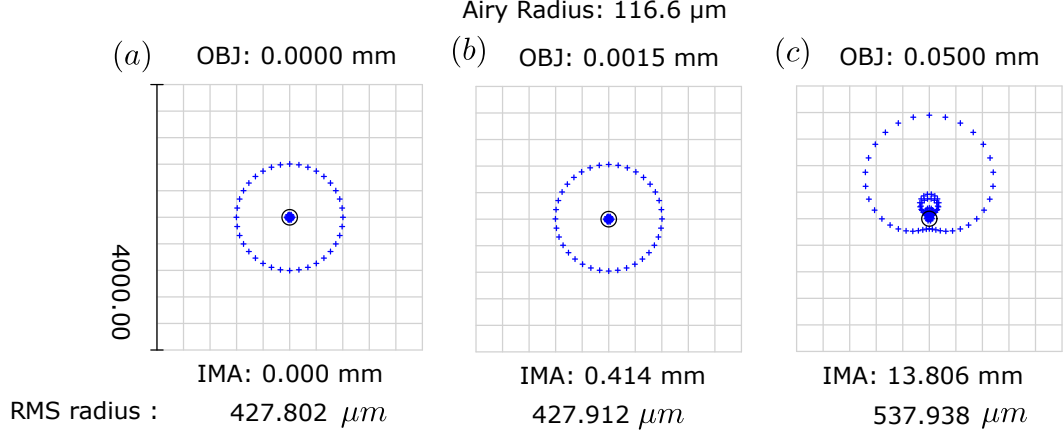 Airy Radius: 116.6 µm
(a) OBJ: 0.0000 mm (b) OBJ: 0.0015 mm (c) OBJ: 0.0500 mm
4000.00
IMA: 0.000 mm IMA: 0.414 mm IMA: 13.806 mm
RMS radius : 427.802 µm 427.912 µm 537.938 µm